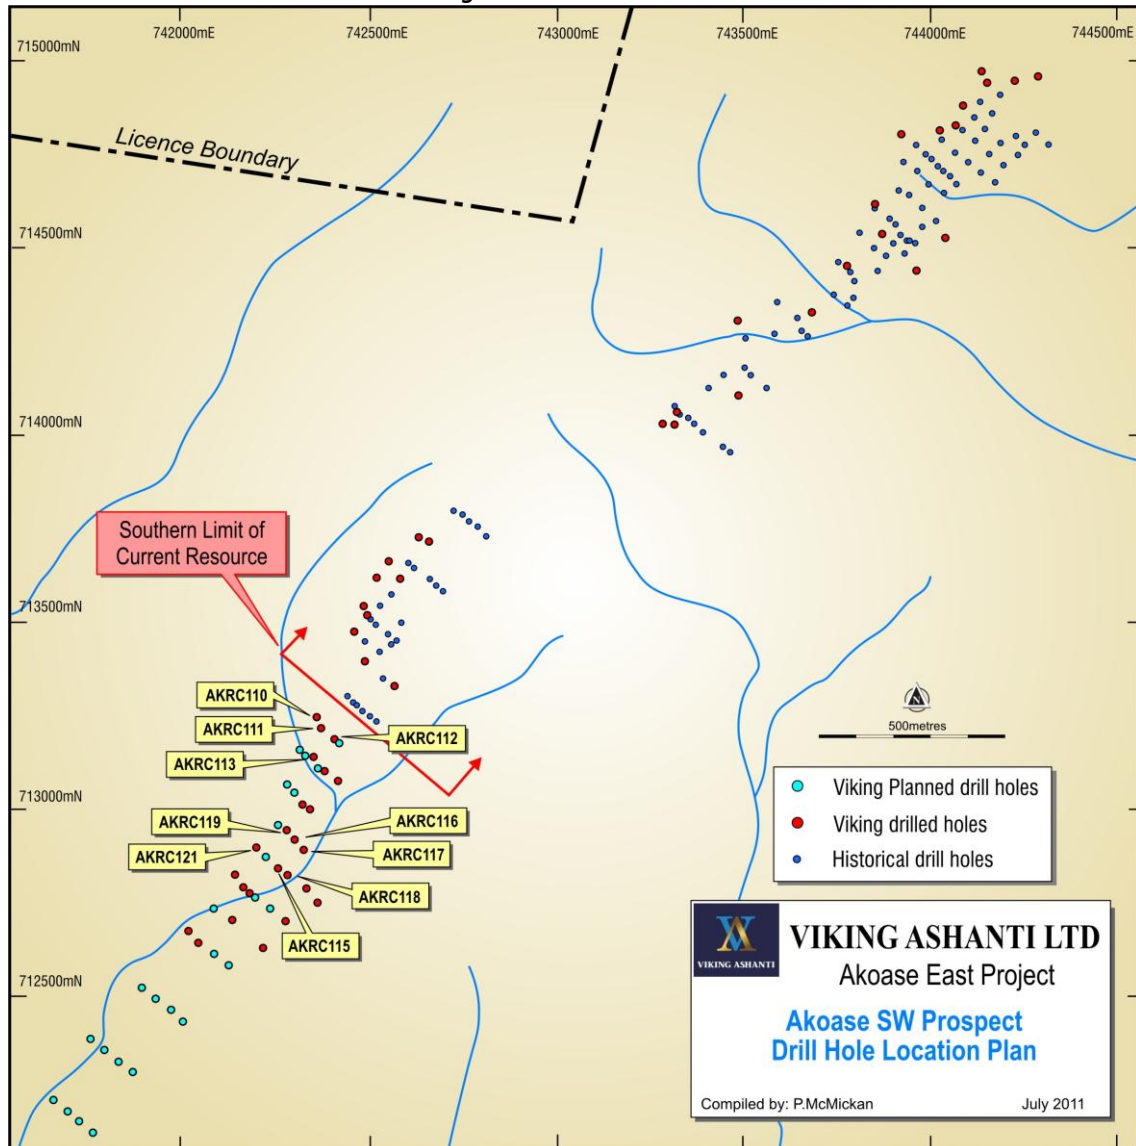 742000mE
742500mE
743000mE
743500mE
744000mE
744500mE
715000mN
Licence Boundary
714500mN
714000mN
Southern Limit of
Current Resource
713500mN
AKRC110
AKRC111
AKRC112
AKRC113
N
500metres
713000mN
Viking Planned drill holes
Viking drilled holes
Historical drill holes
AKRC119
AKRC116
AKRC121
AKRC117
AKRC118
AKRC115
712500mN
VIKING ASHANTI
VIKING ASHANTI LTD
Akoase East Project
Akoase SW Prospect
Drill Hole Location Plan
Compiled by: P.McMickan
July 2011